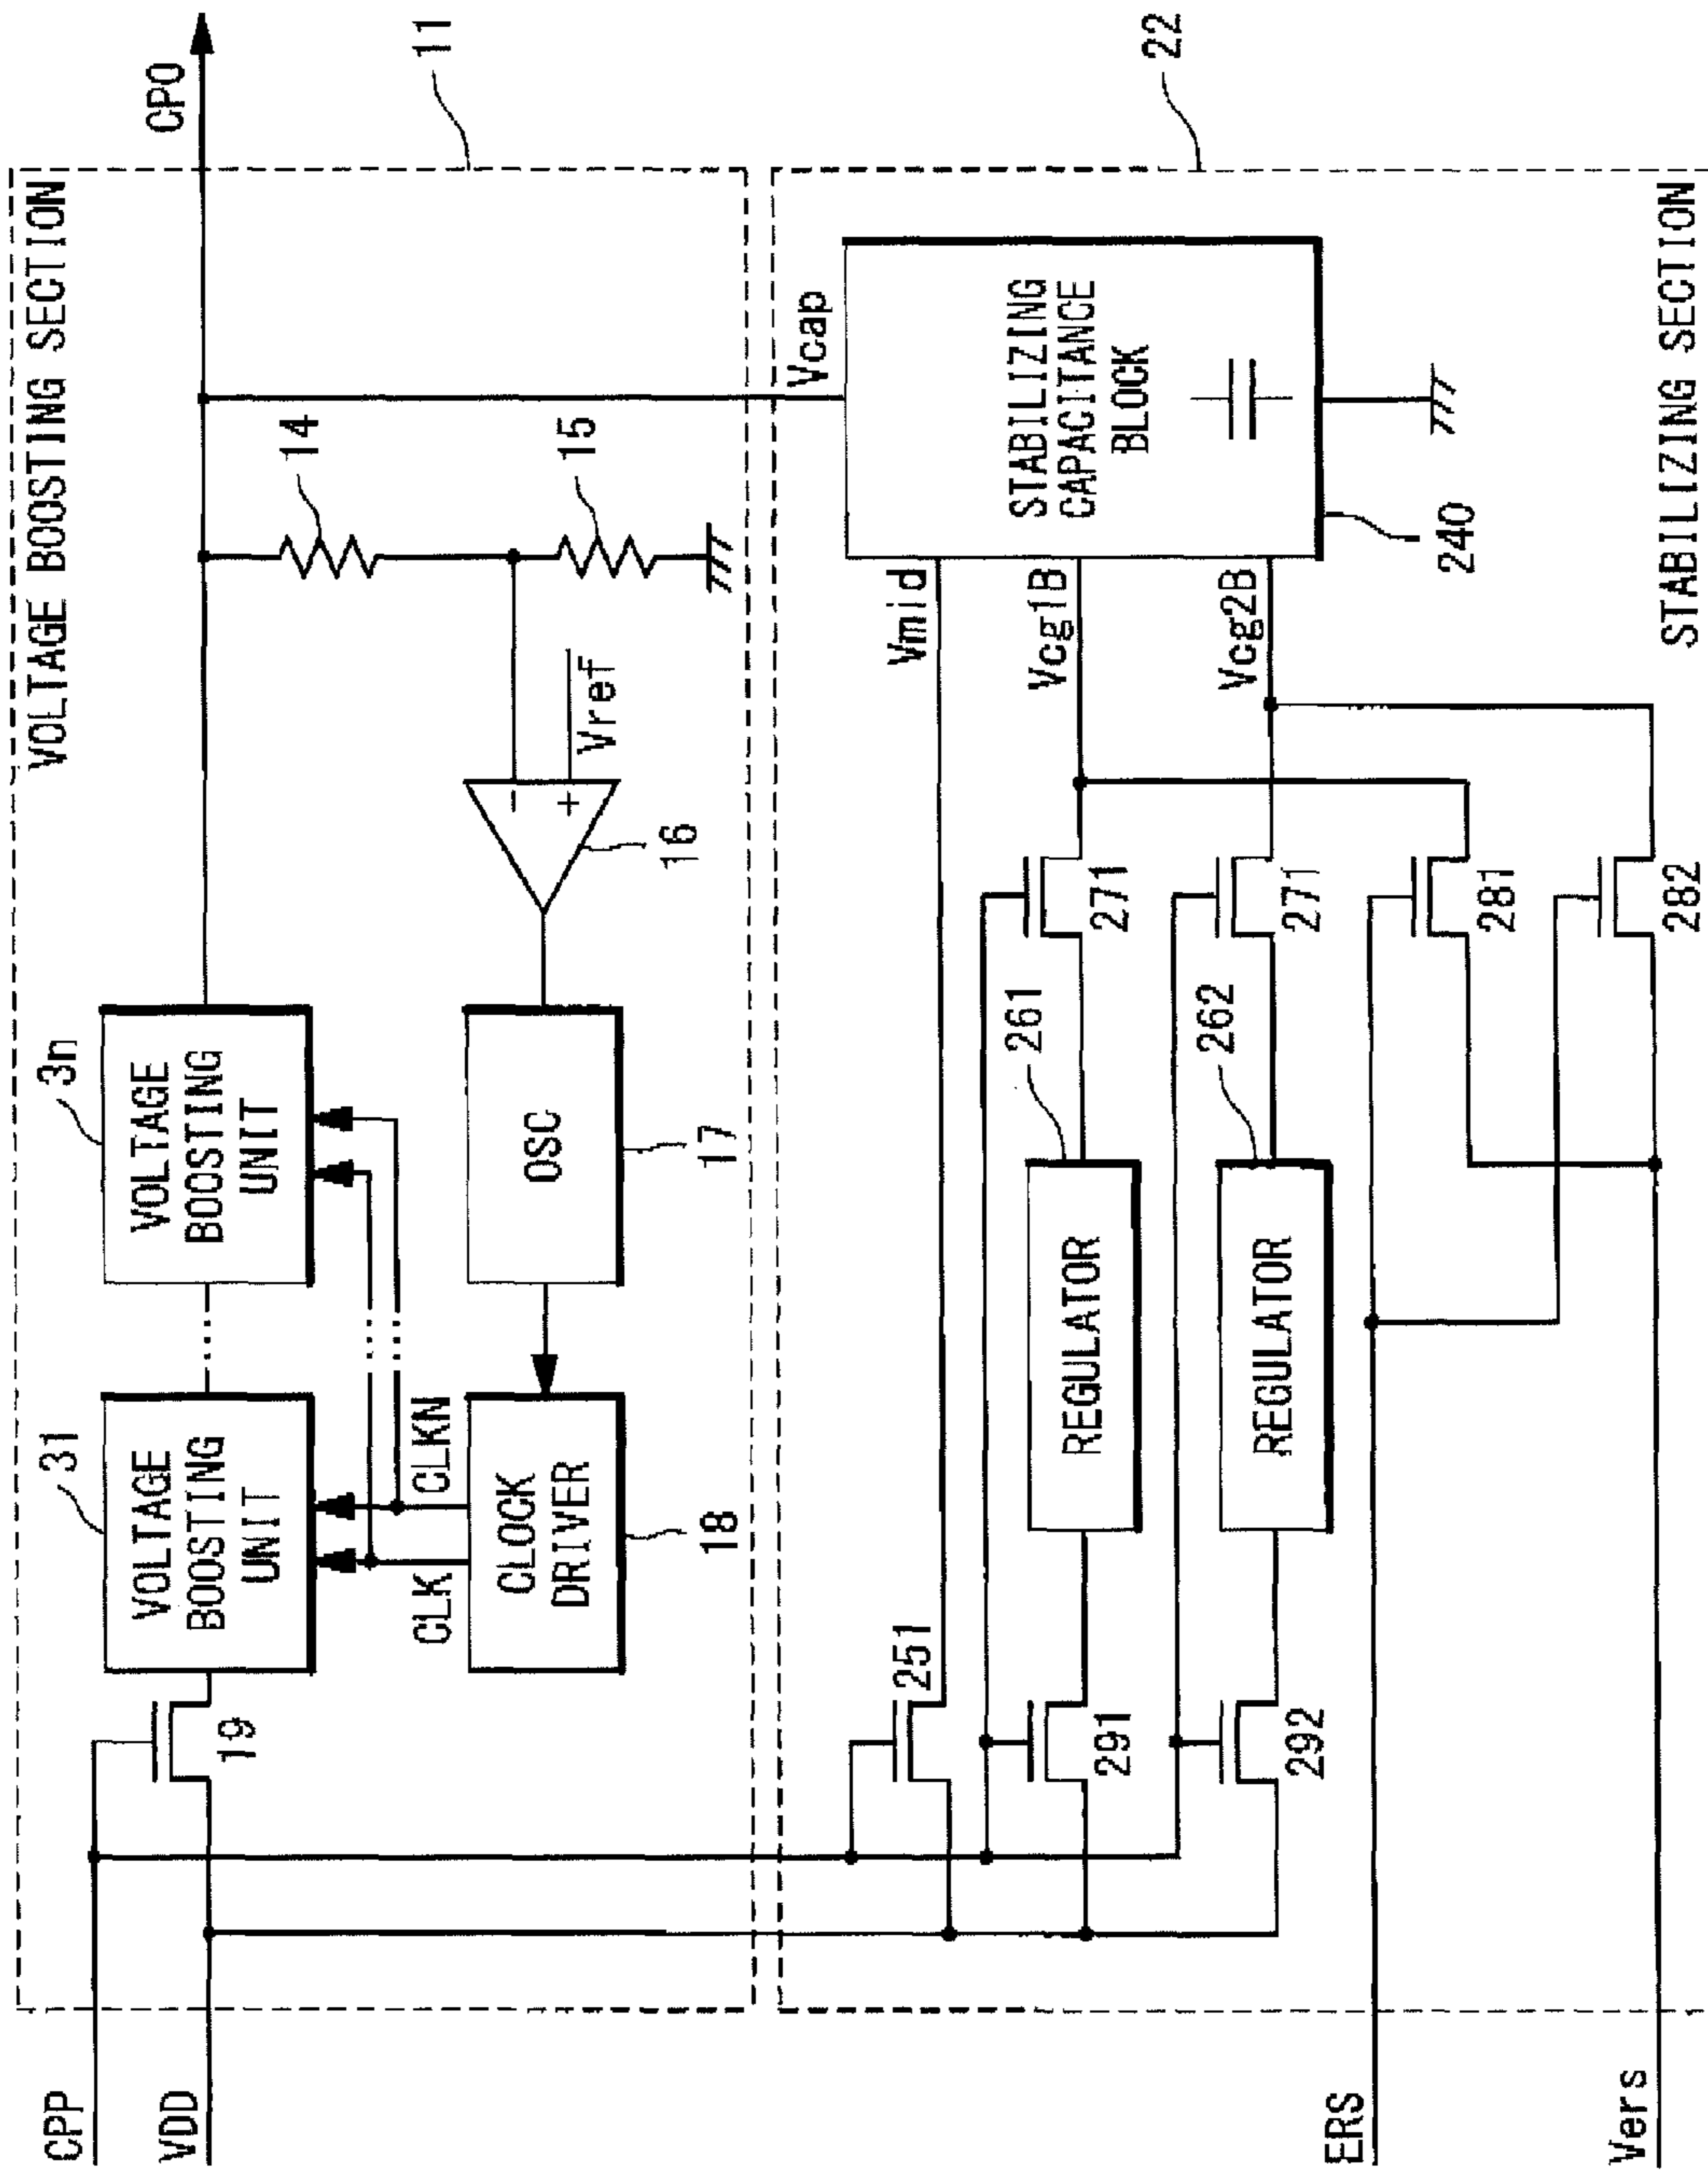 VOLTAGE BOOSTING SECTION
CPP
VDD
19
31
VOLTAGE
BOOSTING
UNIT
3n
VOLTAGE
BOOSTING
UNIT
CPO
11
CLK
CLKN
CLOCK
DRIVER
18
OSC
17
16
Vref
14
15
Vcap
STABILIZING
CAPACITANCE
BLOCK
240
22
Vmid
Vcg1B
Vcg2B
251
291
REGULATOR
261
271
292
REGULATOR
262
271
281
282
ERS
Vers
STABILIZING SECTION